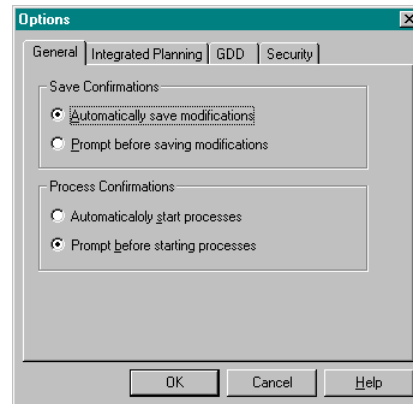 Options
General Integrated Planning GDD Security
Save Confirmations
Automatically save modifications
Prompt before saving modifications
Process Confirmations
Automaticaloly start processes
Prompt before starting processes
OK Cancel Help